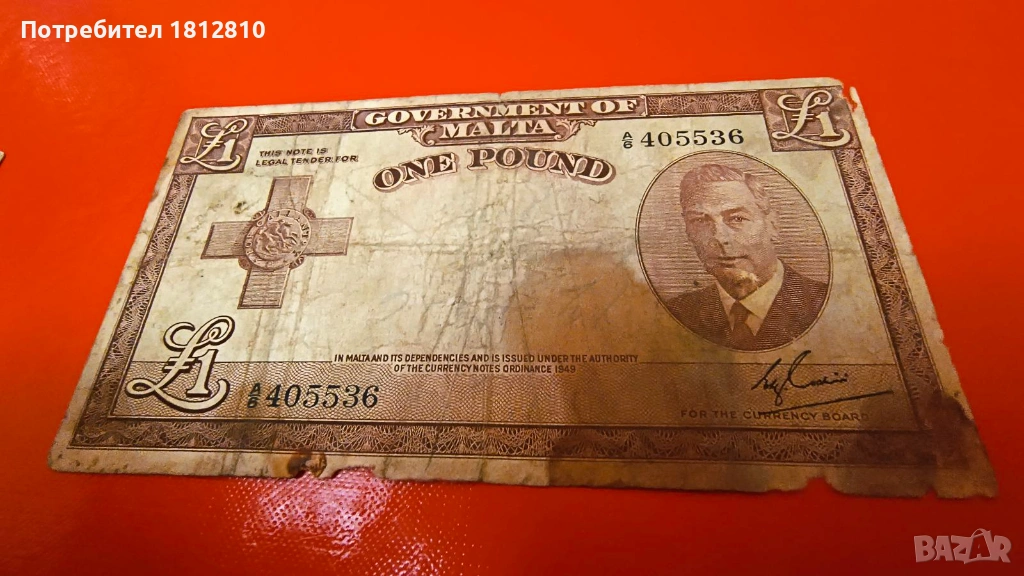 Потребител 1812810
GOVERNMENT OF
MALTA
£1
£1
THIS NOTE IS
LEGAL TENDER FOR
ONE POUND
A/6 405536
£1
IN MALTA AND ITS DEPENDENCIES AND IS ISSUED UNDER THE AUTHORITY
OF THE CURRENCY NOTES ORDINANCE 1949
A/6 405536
FOR THE CURRENCY BOARD
BAZAR